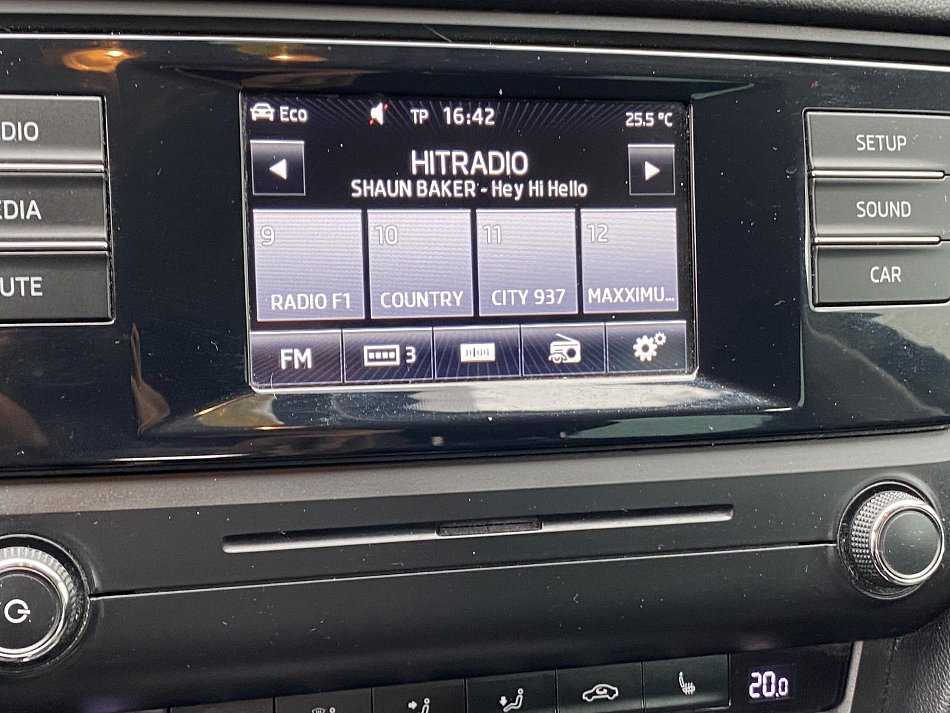 Eco TP 16:42 25.5 °C
HITRADIO
SHAUN BAKER - Hey Hi Hello
9 10 11 12
RADIO F1 COUNTRY CITY 937 MAXXIMU...
FM 3
DIO
EDIA
UTE
SETUP
SOUND
CAR
20.0